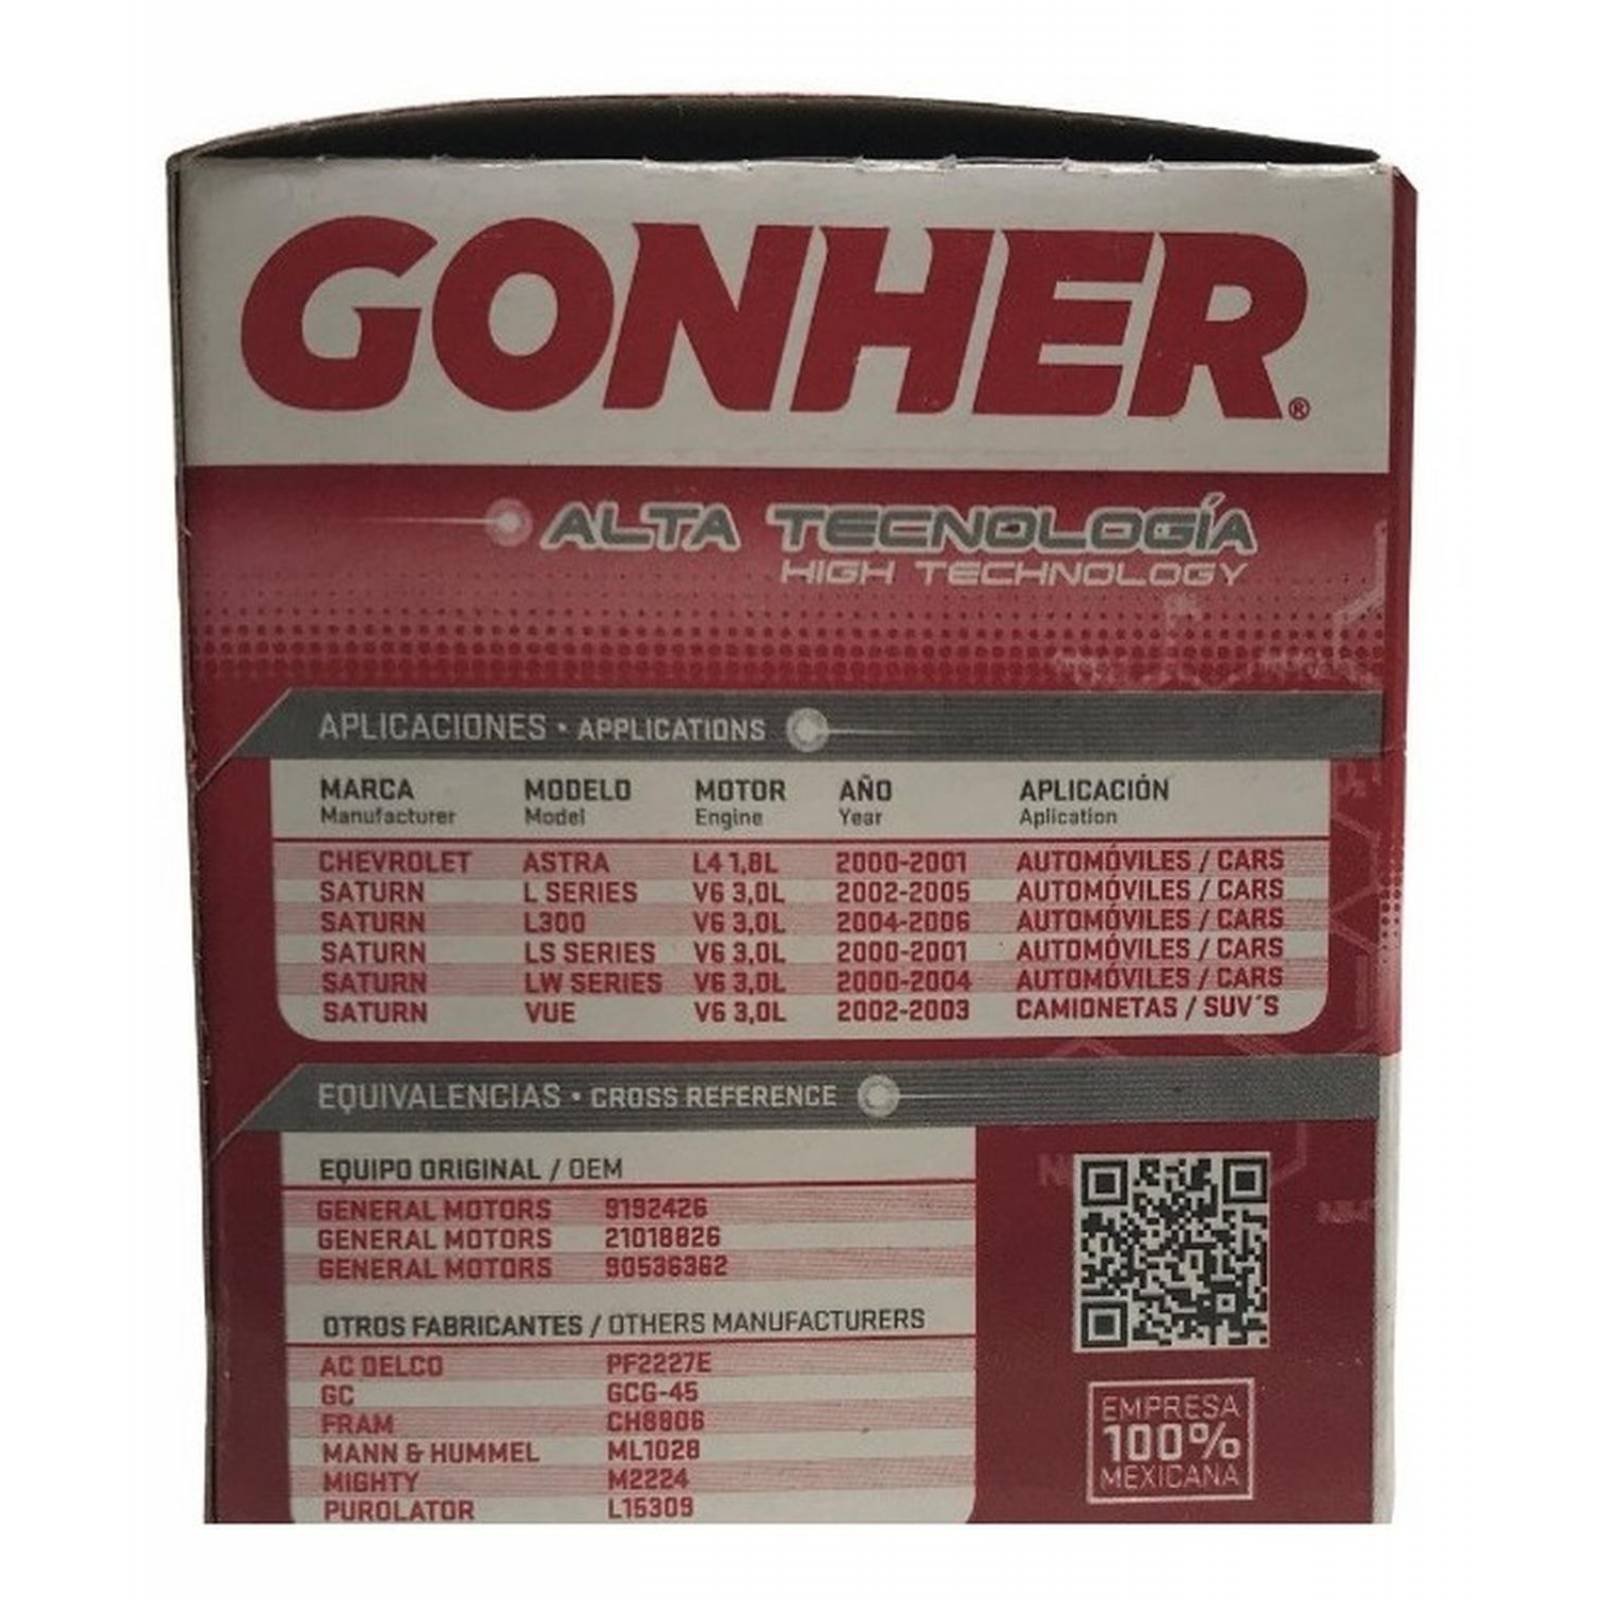 GONHER®
ALTA TECNOLOGÍA
HIGH TECHNOLOGY
APLICACIONES • APPLICATIONS
MARCA MODELO MOTOR AÑO APLICACIÓN
Manufacturer Model Engine Year Aplication
CHEVROLET ASTRA L4 1,8L 2000-2001 AUTOMÓVILES / CARS
SATURN L SERIES V6 3,0L 2002-2005 AUTOMÓVILES / CARS
SATURN L300 V6 3,0L 2004-2006 AUTOMÓVILES / CARS
SATURN LS SERIES V6 3,0L 2000-2001 AUTOMÓVILES / CARS
SATURN LW SERIES V6 3,0L 2000-2004 AUTOMÓVILES / CARS
SATURN VUE V6 3,0L 2002-2003 CAMIONETAS / SUV´S
EQUIVALENCIAS • CROSS REFERENCE
EQUIPO ORIGINAL / OEM
GENERAL MOTORS 9192426
GENERAL MOTORS 21018826
GENERAL MOTORS 90536362
OTROS FABRICANTES / OTHERS MANUFACTURERS
AC DELCO PF2227E
GC GCG-45
FRAM CH8806
MANN & HUMMEL ML1028
MIGHTY M2224
PUROLATOR L15309
EMPRESA
100%
MEXICANA